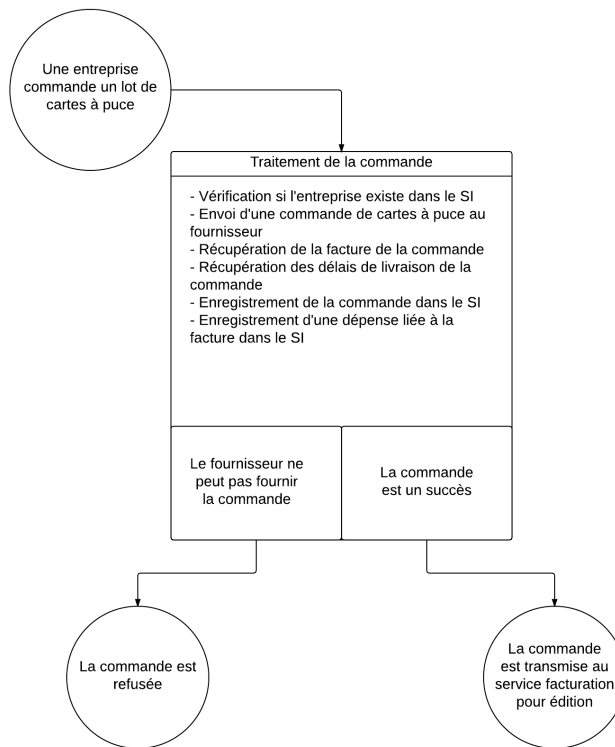 Une entreprise
commande un lot de
cartes à puce
Traitement de la commande
- Vérification si l'entreprise existe dans le SI
- Envoi d'une commande de cartes à puce au
fournisseur
- Récupération de la facture de la commande
- Récupération des délais de livraison de la
commande
- Enregistrement de la commande dans le SI
- Enregistrement d'une dépense liée à la
facture dans le SI
Le fournisseur ne
peut pas fournir
la commande
La commande
est un succès
La commande est
refusée
La commande
est transmise au
service facturation
pour édition